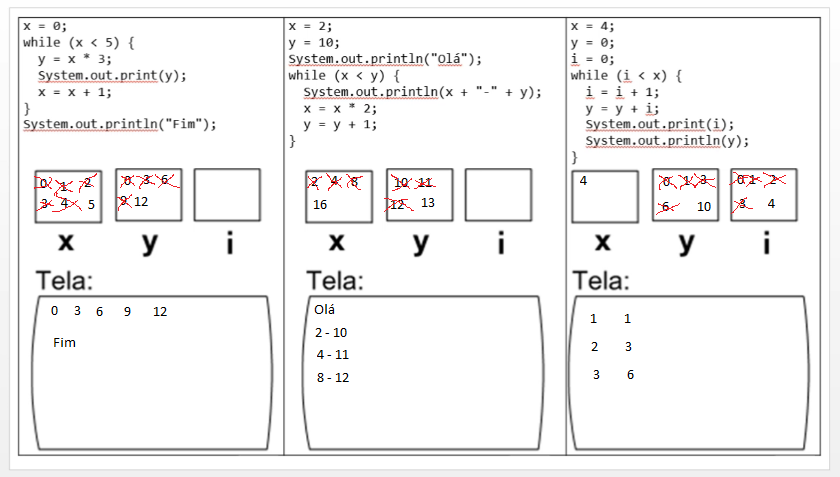 x = 0;
while (x < 5) {
y = x * 3;
System.out.print(y);
x = x + 1;
}
System.out.println("Fim");
0 1 2
3 4 5
0 3 6
9 12
x y i
Tela:
0 3 6 9 12
Fim
x = 2;
y = 10;
System.out.println("Olá");
while (x < y) {
System.out.println(x + "-" + y);
x = x * 2;
y = y + 1;
}
2 4 8
16
10 11
12 13
x y i
Tela:
Olá
2 - 10
4 - 11
8 - 12
x = 4;
y = 0;
i = 0;
while (i < x) {
i = i + 1;
y = y + i;
System.out.print(i);
System.out.println(y);
}
4
0 1 3
6 10
0 1 2
3 4
x y i
Tela:
1 1
2 3
3 6